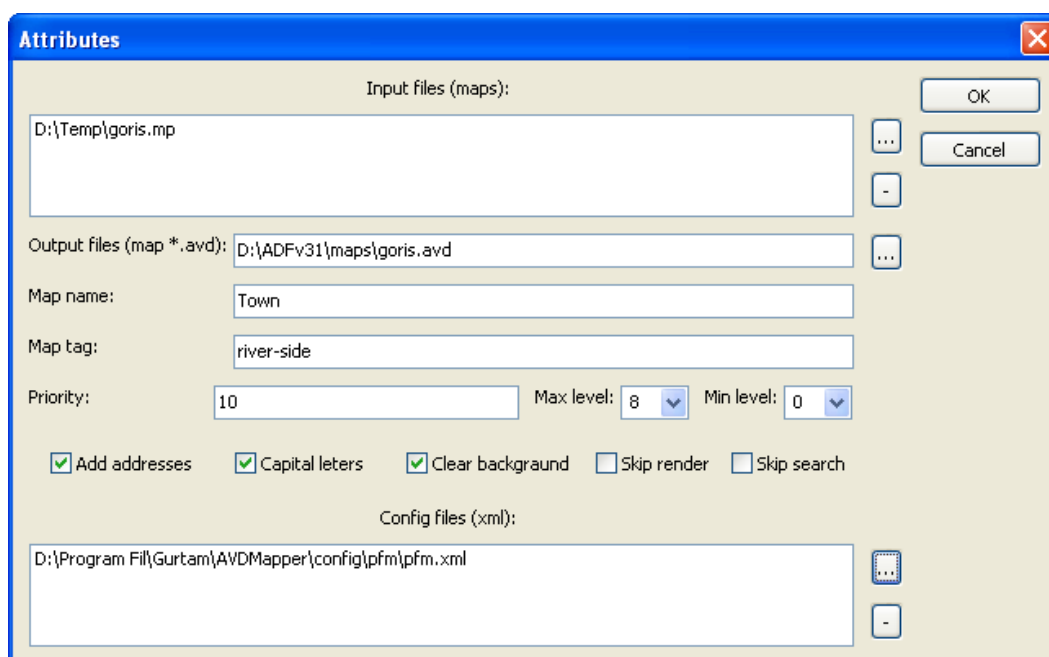 Attributes
Input files (maps):
OK
D:\Temp\goris.mp
...
Cancel
-
Output files (map *.avd): D:\ADFv31\maps\goris.avd
...
Map name: Town
Map tag: river-side
Priority: 10 Max level: 8 Min level: 0
Add addresses Capital leters Clear backgraund Skip render Skip search
Config files (xml):
D:\Program Fil\Gurtam\AVDMapper\config\pfm\pfm.xml
...
-